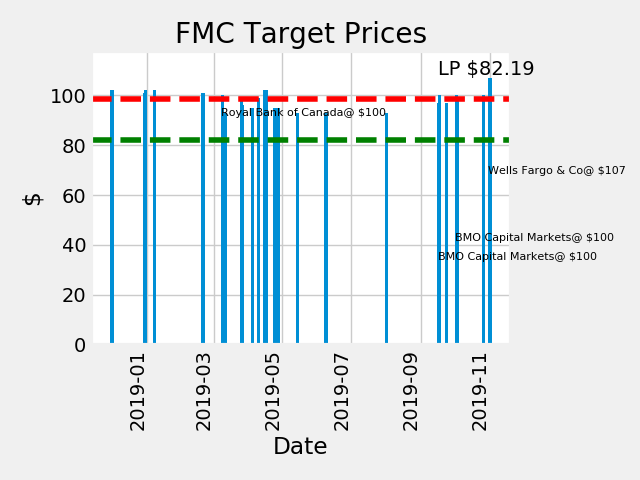 FMC Target Prices
LP $82.19
100
Royal Bank of Canada@ $100
80
Wells Fargo & Co@ $107
60
$
BMO Capital Markets@ $100
40
BMO Capital Markets@ $100
20
0
2019-01
2019-03
2019-05
2019-07
2019-09
2019-11
Date